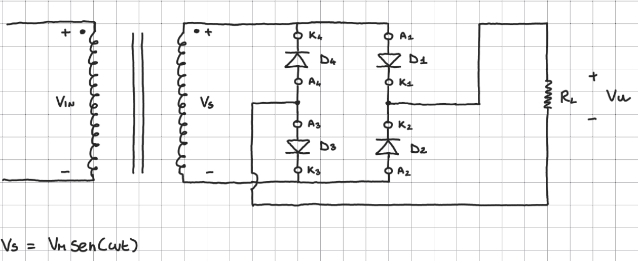 + • VIN −
• + Vs −
K4 D4 A4
A1 D1 K1
A3 D3 K3
K2 D2 A2
RL + Vu −
Vs = VM sen(ωt)